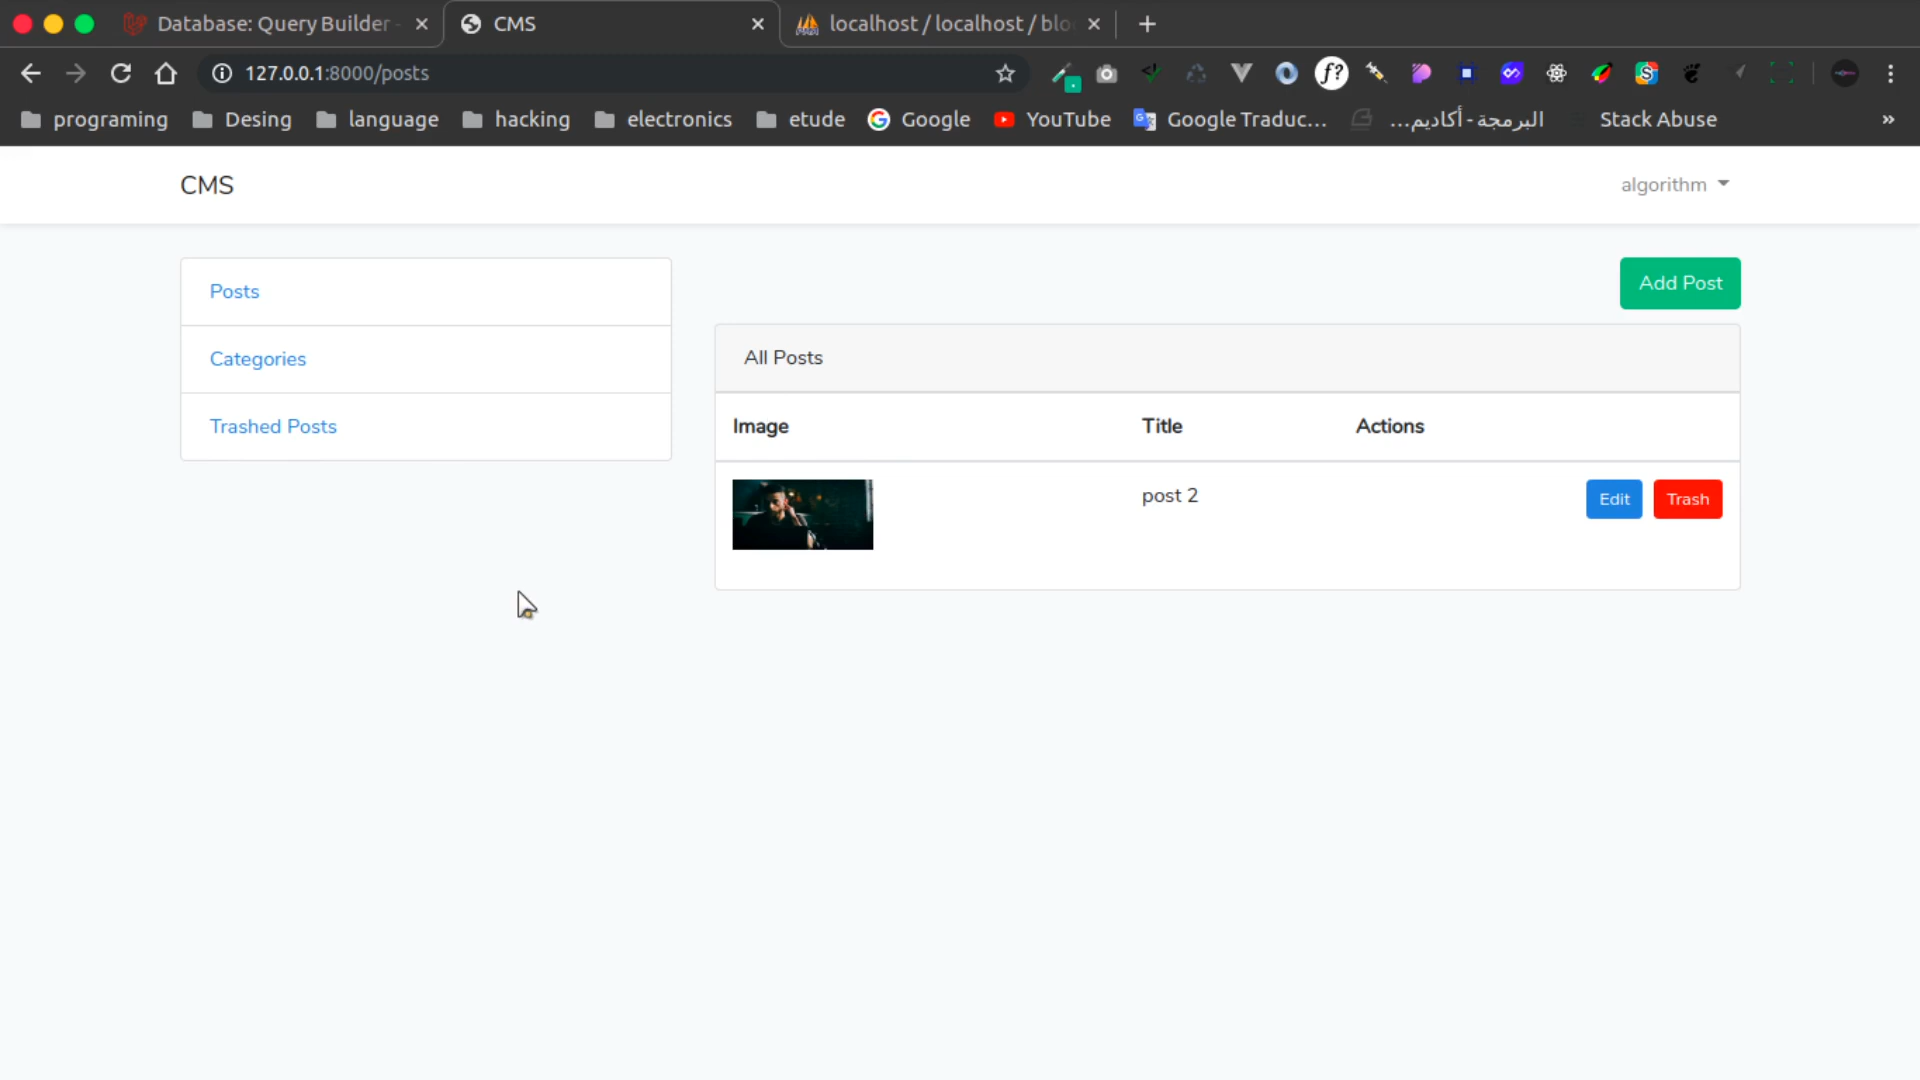 Database: Query Builder -
CMS
localhost / localhost / blo
127.0.0.1:8000/posts
programing
Desing
language
hacking
electronics
etude
Google
YouTube
Google Traduc...
البرمجة - أكاديم...
Stack Abuse
»
CMS
algorithm
Posts
Categories
Trashed Posts
Add Post
All Posts
Image Title Actions
post 2 Edit Trash